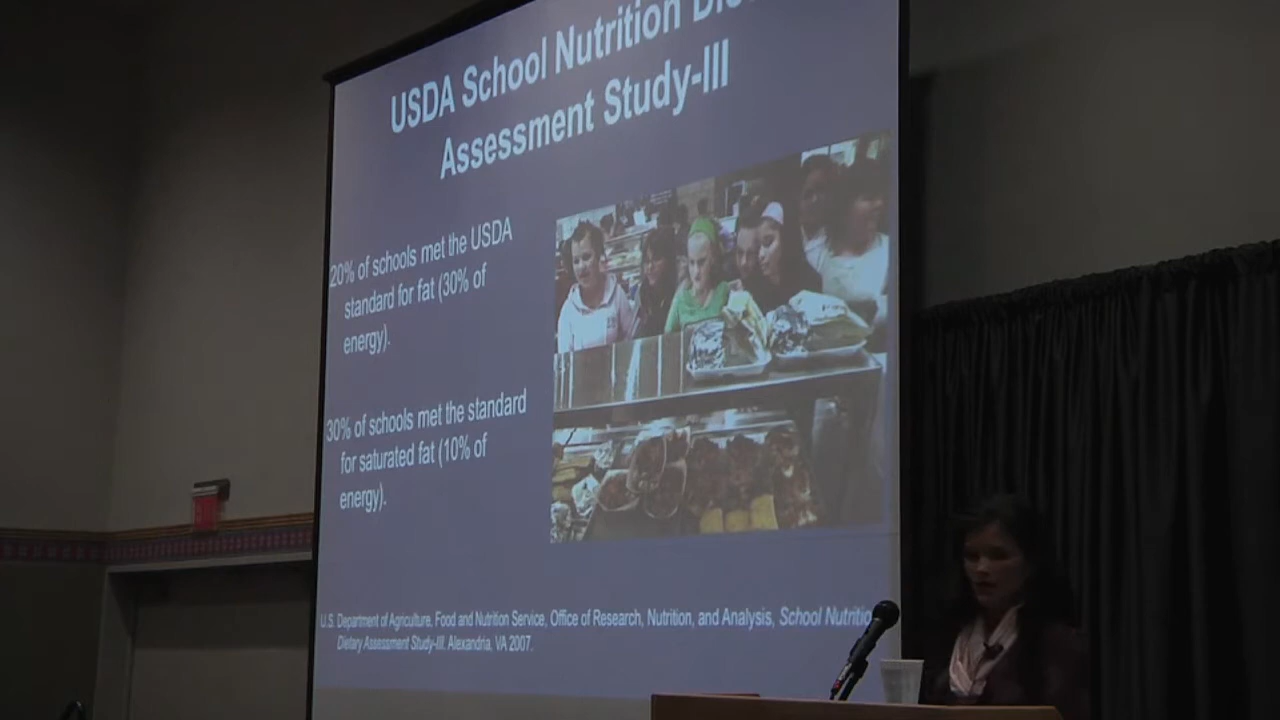 USDA School Nutrition
Assessment Study-III
20% of schools met the USDA
standard for fat (30% of
energy).
30% of schools met the standard
for saturated fat (10% of
energy).
U.S. Department of Agriculture, Food and Nutrition Service, Office of Research, Nutrition, and Analysis, School
Dietary Assessment Study-III. Alexandria, VA 2007.